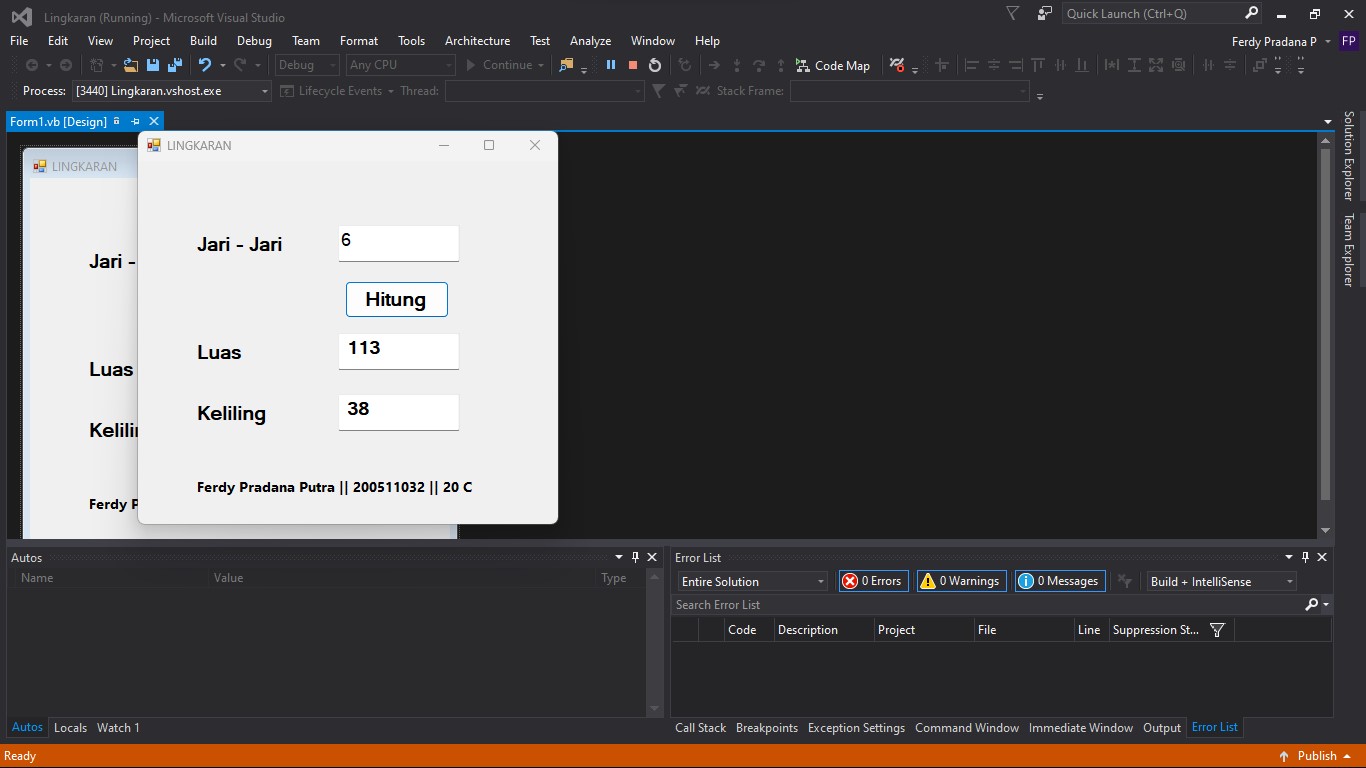 Lingkaran (Running) - Microsoft Visual Studio
Quick Launch (Ctrl+Q)
File Edit View Project Build Debug Team Format Tools Architecture Test Analyze Window Help
Ferdy Pradana P FP
Debug Any CPU Continue Code Map
Process: [3440] Lingkaran.vshost.exe Lifecycle Events Thread: Stack Frame:
Form1.vb [Design]
Solution Explorer
Team Explorer
LINGKARAN
Jari -
Luas
Ferdy P
LINGKARAN
Jari - Jari 6
Hitung
Luas 113
Keliling 38
Ferdy Pradana Putra || 200511032 || 20 C
Autos
Name Value Type
Autos Locals Watch 1
Error List
Entire Solution 0 Errors 0 Warnings 0 Messages Build + IntelliSense
Search Error List
Code Description Project File Line Suppression St...
Call Stack Breakpoints Exception Settings Command Window Immediate Window Output Error List
Ready
Publish